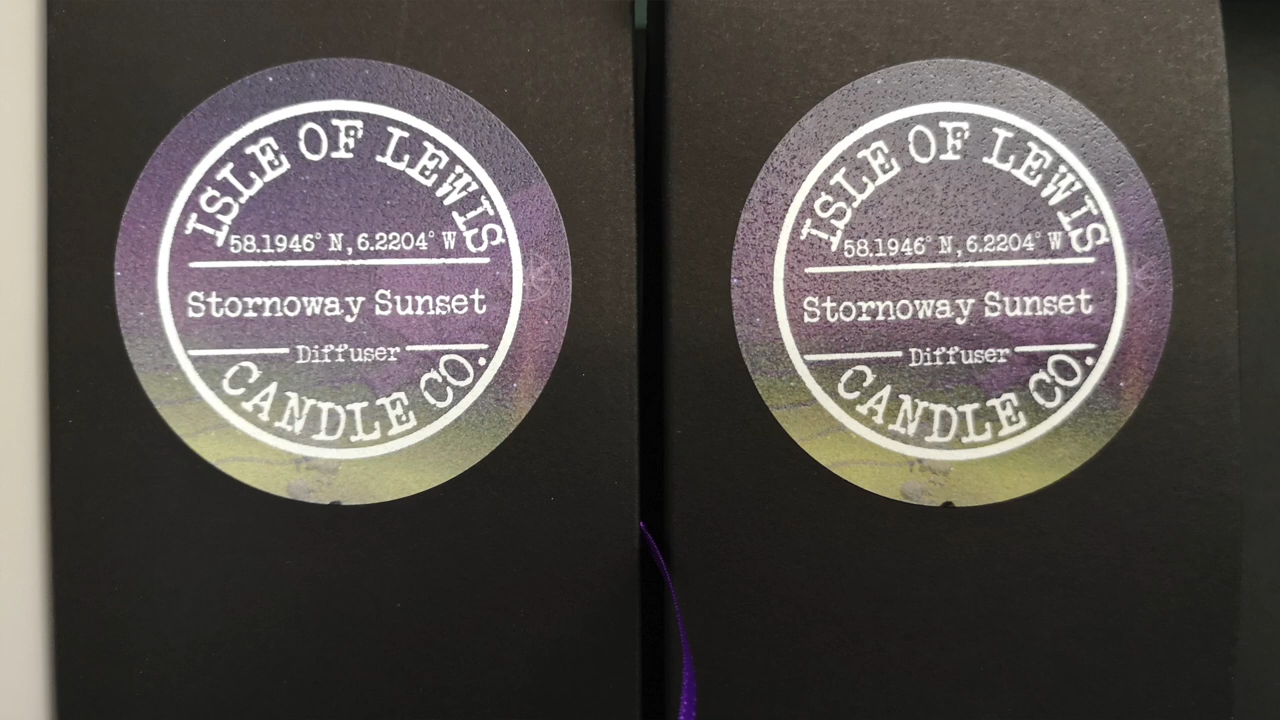 ISLE OF LEWIS
58.1946° N, 6.2204° W
Stornoway Sunset
Diffuser
CANDLE CO.
ISLE OF LEWIS
58.1946° N, 6.2204° W
Stornoway Sunset
Diffuser
CANDLE CO.